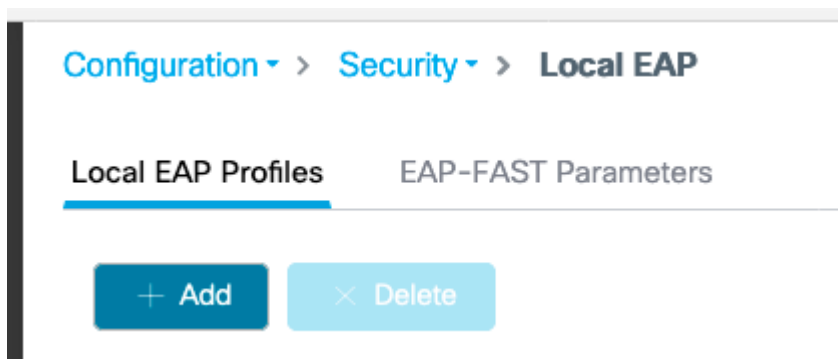 Configuration > Security > Local EAP
Local EAP Profiles EAP-FAST Parameters
+ Add × Delete